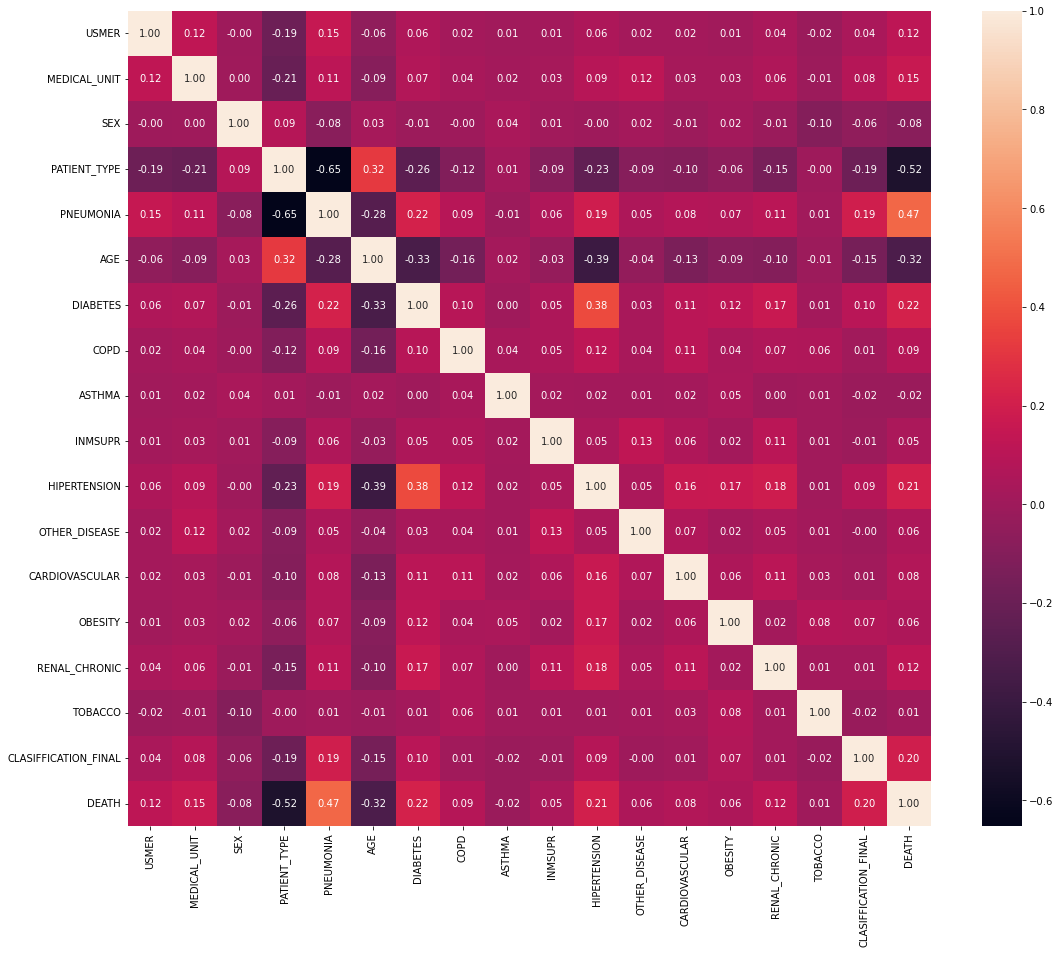 USMER 1.00 0.12 -0.00 -0.19 0.15 -0.06 0.06 0.02 0.01 0.01 0.06 0.02 0.02 0.01 0.04 -0.02 0.04 0.12
MEDICAL_UNIT 0.12 1.00 0.00 -0.21 0.11 -0.09 0.07 0.04 0.02 0.03 0.09 0.12 0.03 0.03 0.06 -0.01 0.08 0.15
SEX -0.00 0.00 1.00 0.09 -0.08 0.03 -0.01 -0.00 0.04 0.01 -0.00 0.02 -0.01 0.02 -0.01 -0.10 -0.06 -0.08
PATIENT_TYPE -0.19 -0.21 0.09 1.00 -0.65 0.32 -0.26 -0.12 0.01 -0.09 -0.23 -0.09 -0.10 -0.06 -0.15 -0.00 -0.19 -0.52
PNEUMONIA 0.15 0.11 -0.08 -0.65 1.00 -0.28 0.22 0.09 -0.01 0.06 0.19 0.05 0.08 0.07 0.11 0.01 0.19 0.47
AGE -0.06 -0.09 0.03 0.32 -0.28 1.00 -0.33 -0.16 0.02 -0.03 -0.39 -0.04 -0.13 -0.09 -0.10 -0.01 -0.15 -0.32
DIABETES 0.06 0.07 -0.01 -0.26 0.22 -0.33 1.00 0.10 0.00 0.05 0.38 0.03 0.11 0.12 0.17 0.01 0.10 0.22
COPD 0.02 0.04 -0.00 -0.12 0.09 -0.16 0.10 1.00 0.04 0.05 0.12 0.04 0.11 0.04 0.07 0.06 0.01 0.09
ASTHMA 0.01 0.02 0.04 0.01 -0.01 0.02 0.00 0.04 1.00 0.02 0.02 0.01 0.02 0.05 0.00 0.01 -0.02 -0.02
INMSUPR 0.01 0.03 0.01 -0.09 0.06 -0.03 0.05 0.05 0.02 1.00 0.05 0.13 0.06 0.02 0.11 0.01 -0.01 0.05
HIPERTENSION 0.06 0.09 -0.00 -0.23 0.19 -0.39 0.38 0.12 0.02 0.05 1.00 0.05 0.16 0.17 0.18 0.01 0.09 0.21
OTHER_DISEASE 0.02 0.12 0.02 -0.09 0.05 -0.04 0.03 0.04 0.01 0.13 0.05 1.00 0.07 0.02 0.05 0.01 -0.00 0.06
CARDIOVASCULAR 0.02 0.03 -0.01 -0.10 0.08 -0.13 0.11 0.11 0.02 0.06 0.16 0.07 1.00 0.06 0.11 0.03 0.01 0.08
OBESITY 0.01 0.03 0.02 -0.06 0.07 -0.09 0.12 0.04 0.05 0.02 0.17 0.02 0.06 1.00 0.02 0.08 0.07 0.06
RENAL_CHRONIC 0.04 0.06 -0.01 -0.15 0.11 -0.10 0.17 0.07 0.00 0.11 0.18 0.05 0.11 0.02 1.00 0.01 0.01 0.12
TOBACCO -0.02 -0.01 -0.10 -0.00 0.01 -0.01 0.01 0.06 0.01 0.01 0.01 0.01 0.03 0.08 0.01 1.00 -0.02 0.01
CLASIFFICATION_FINAL 0.04 0.08 -0.06 -0.19 0.19 -0.15 0.10 0.01 -0.02 -0.01 0.09 -0.00 0.01 0.07 0.01 -0.02 1.00 0.20
DEATH 0.12 0.15 -0.08 -0.52 0.47 -0.32 0.22 0.09 -0.02 0.05 0.21 0.06 0.08 0.06 0.12 0.01 0.20 1.00
USMER
MEDICAL_UNIT
SEX
PATIENT_TYPE
PNEUMONIA
AGE
DIABETES
COPD
ASTHMA
INMSUPR
HIPERTENSION
OTHER_DISEASE
CARDIOVASCULAR
OBESITY
RENAL_CHRONIC
TOBACCO
CLASIFFICATION_FINAL
DEATH
1.0
0.8
0.6
0.4
0.2
0.0
−0.2
−0.4
−0.6